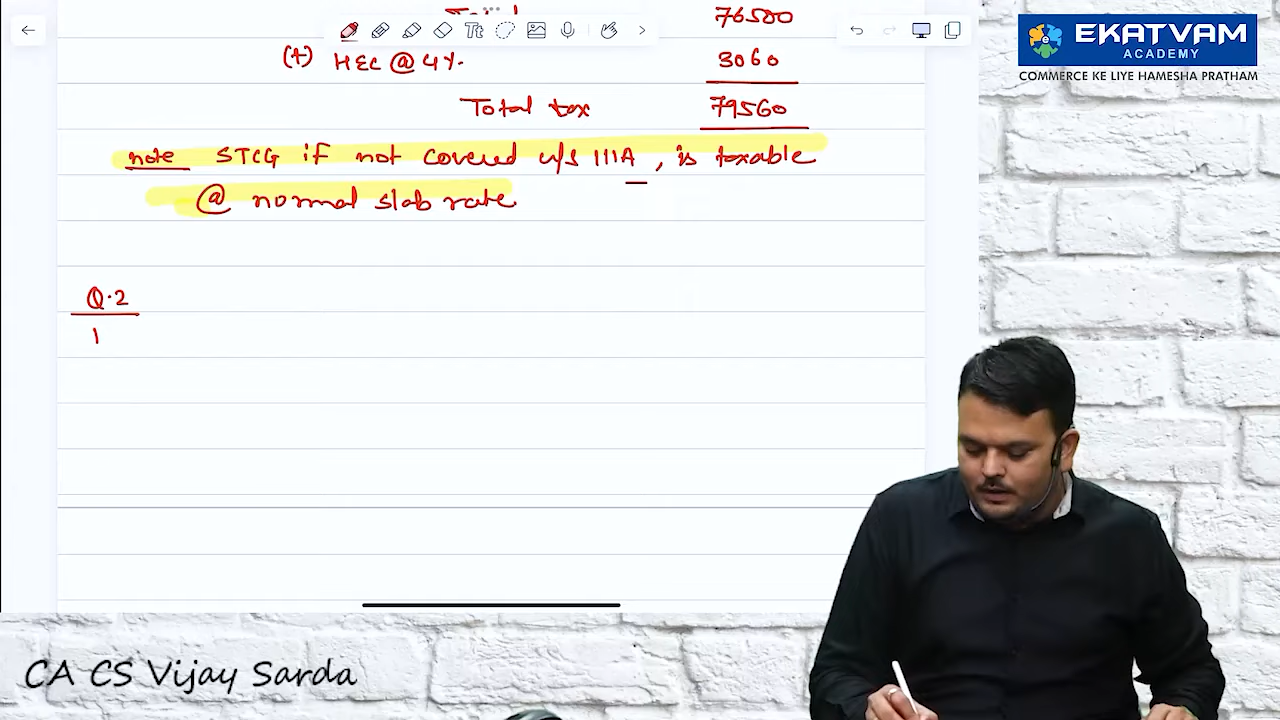 76500
(+) HEC @ 4%. 3060
Total tax 79560
note STCG if not covered u/s 111A, is taxable
@ normal slab rate
Q.2
1
Tt
EKATVAM
ACADEMY
COMMERCE KE LIYE HAMESHA PRATHAM
CA CS Vijay Sarda